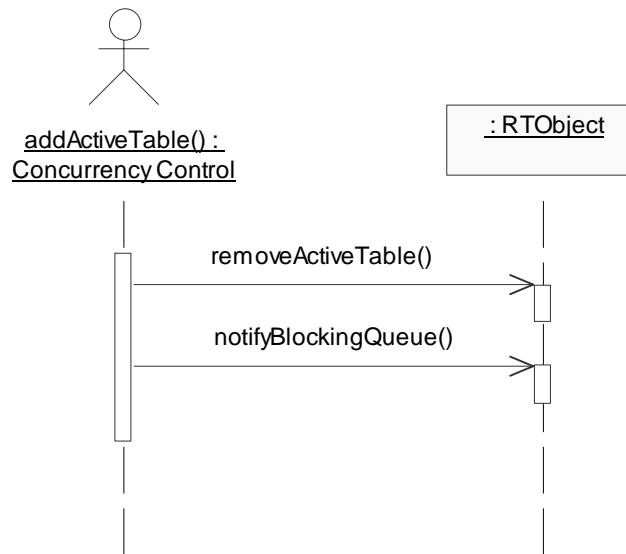 addActiveTable() :
Concurrency Control
: RTObject
removeActiveTable()
notifyBlockingQueue()